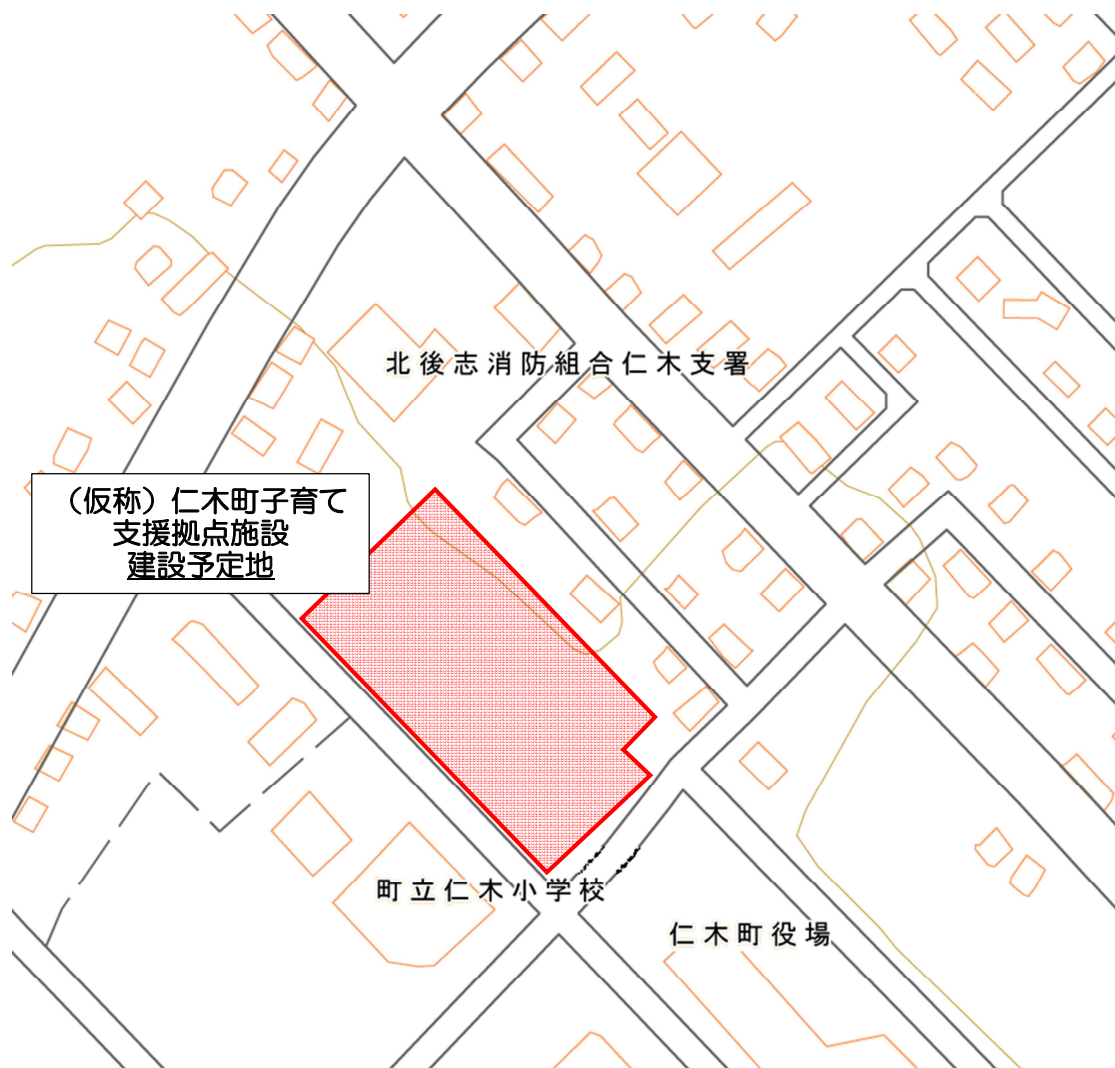 北後志消防組合仁木支署
（仮称）仁木町子育て
支援拠点施設
建設予定地
町立仁木小学校
仁木町役場